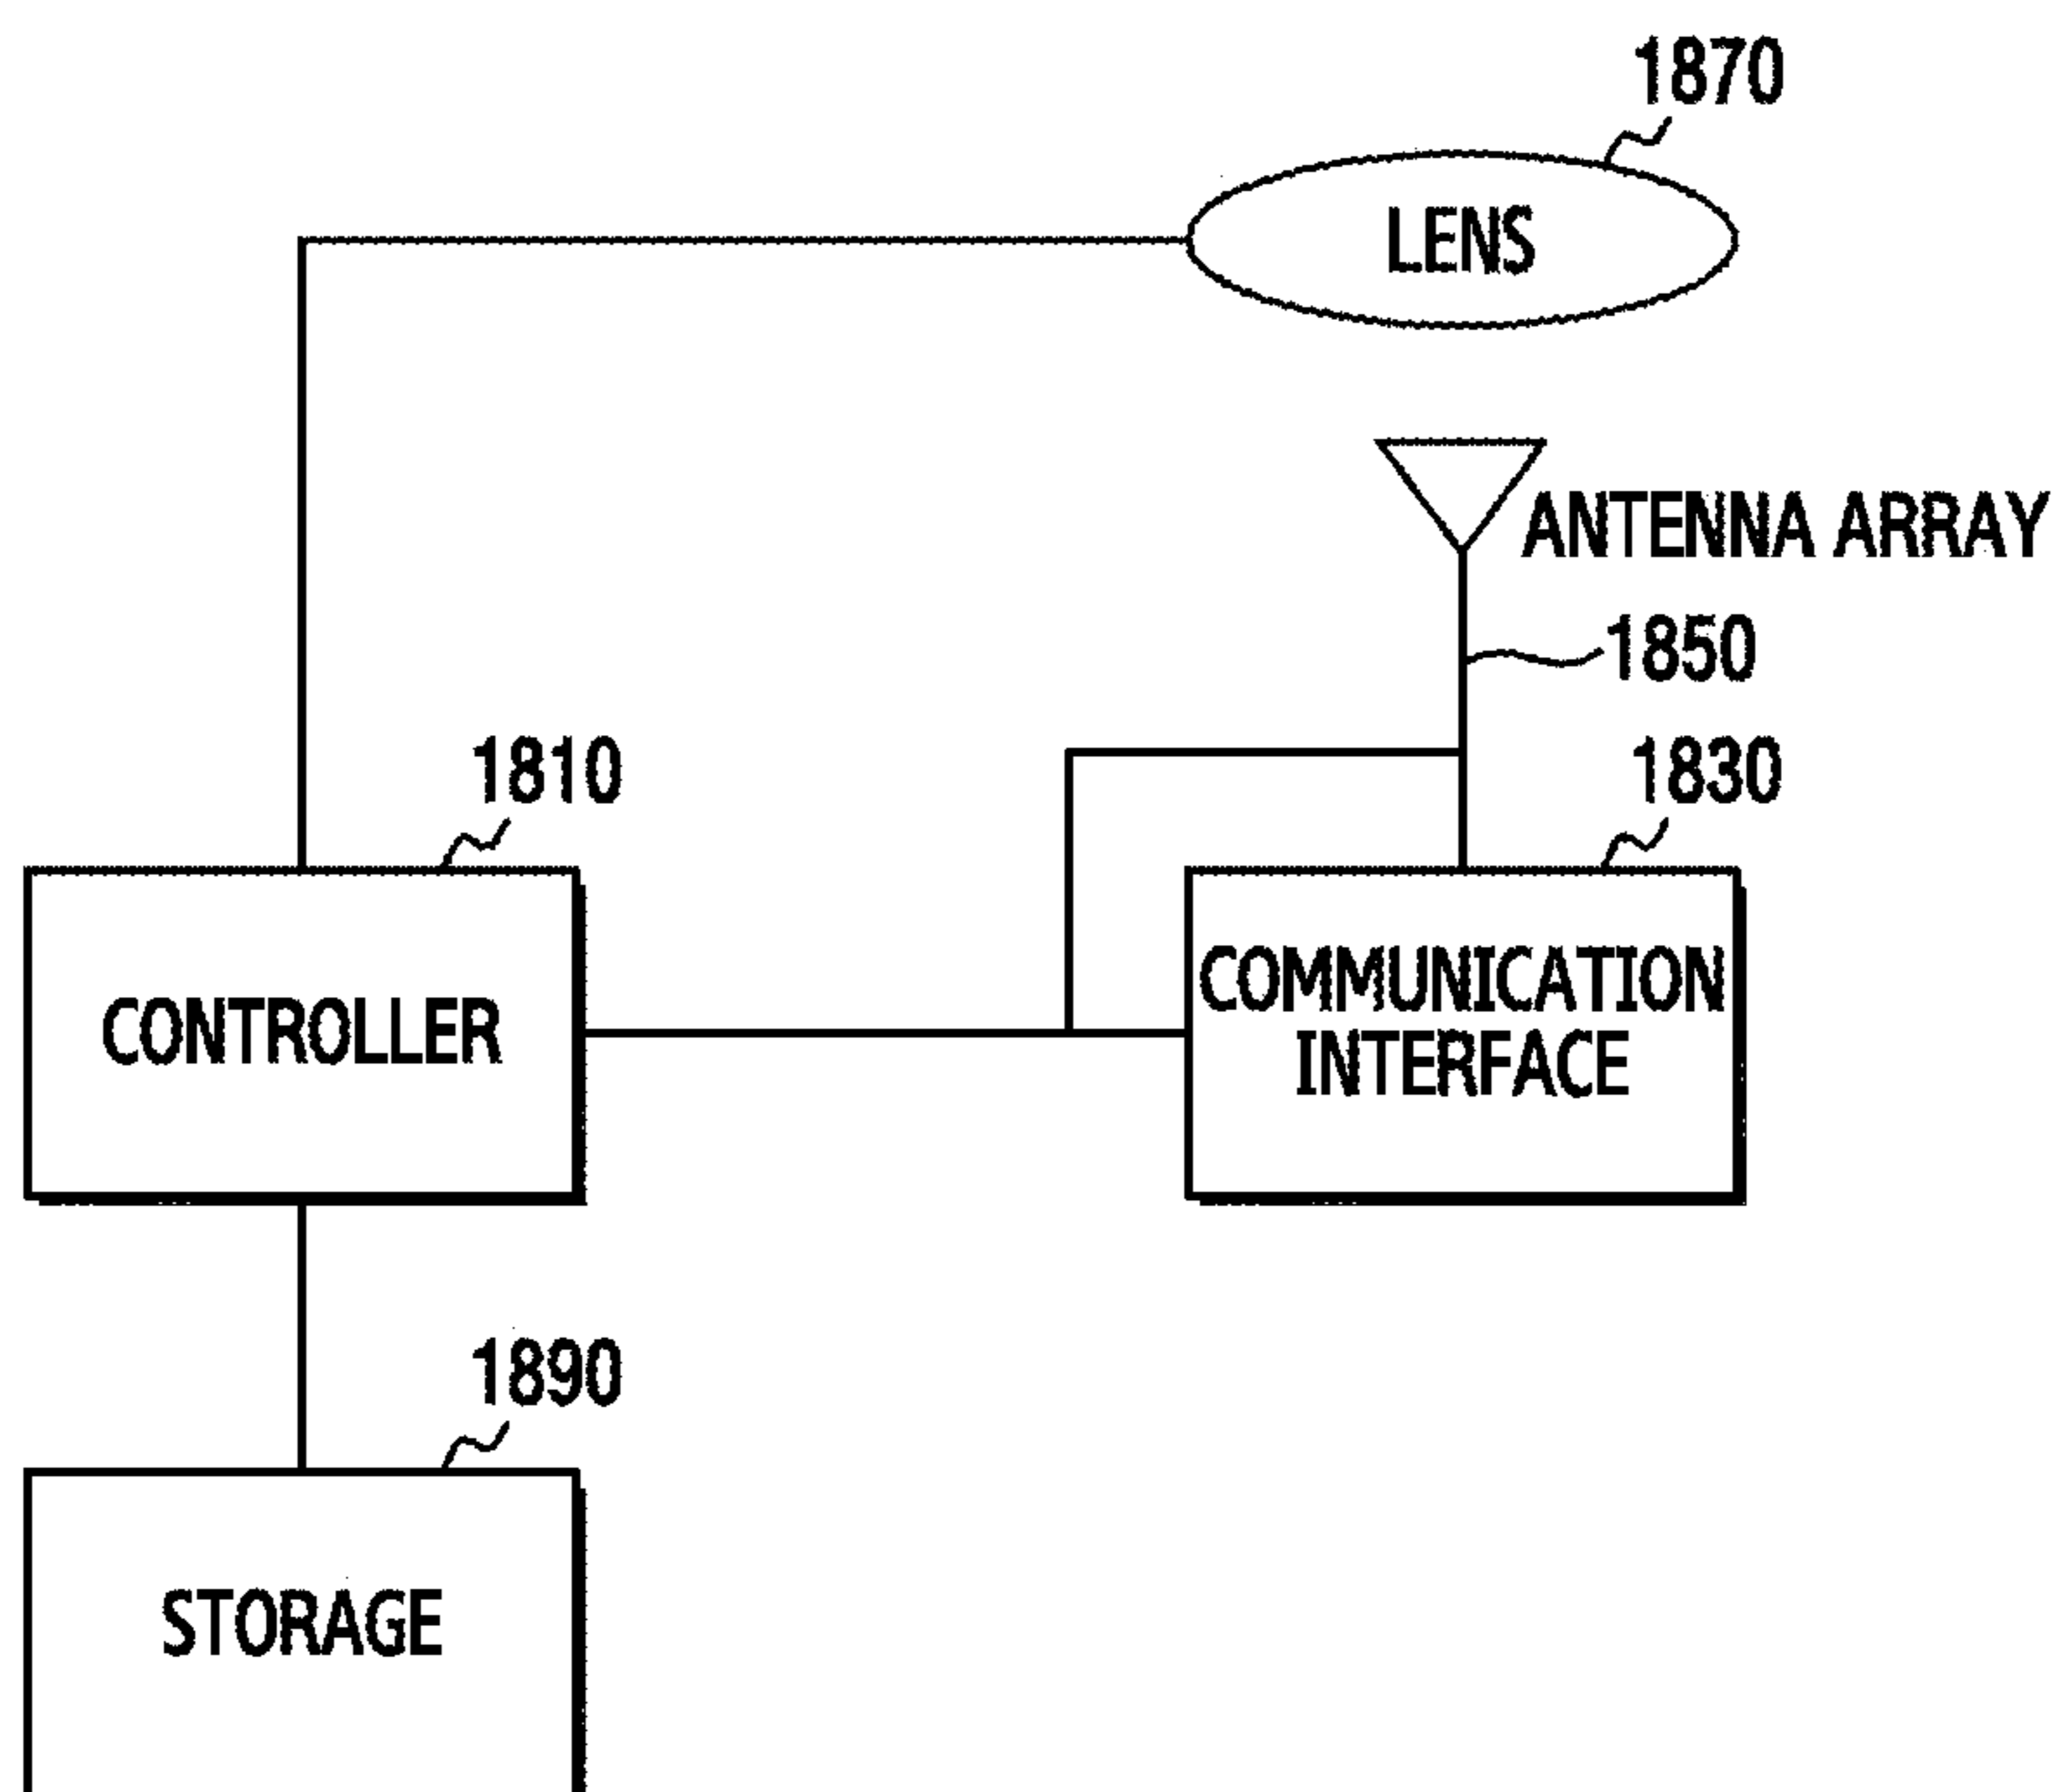 1870
LENS
ANTENNA ARRAY
1850
1810
1830
CONTROLLER
COMMUNICATION
INTERFACE
1890
STORAGE